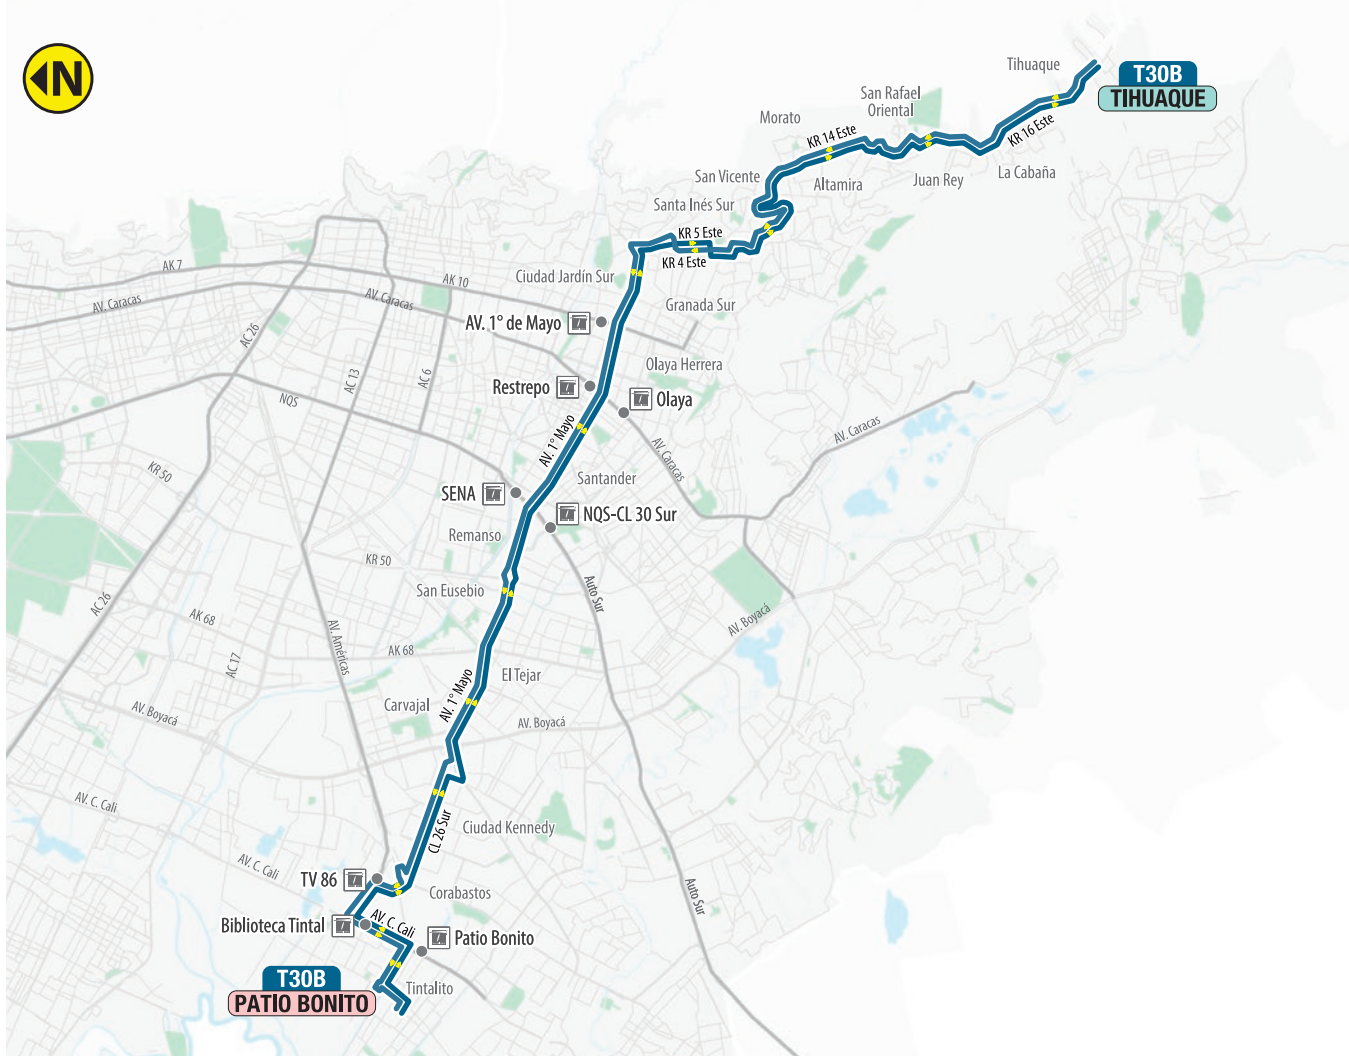 N
Tihuaque
T30B
TIHUAQUE
San Rafael
Oriental
Morato
KR 14 Este
KR 16 Este
La Cabaña
Juan Rey
Altamira
San Vicente
Santa Inés Sur
KR 5 Este
KR 4 Este
Ciudad Jardín Sur
AK 7
AK 10
AV. Caracas
AV. Caracas
Granada Sur
AV. 1° de Mayo
AC 26
Olaya Herrera
AC 13
AC 6
Restrepo
NQS
Olaya
AV. 1° Mayo
AV. Caracas
AV. Caracas
KR 50
Santander
SENA
NQS-CL 30 Sur
Remanso
KR 50
San Eusebio
Auto Sur
AC 26
AK 68
AV. Boyacá
AV. Américas
AK 68
AC 17
El Tejar
AV. 1° Mayo
Carvajal
AV. Boyacá
AV. Boyacá
AV. C. Cali
Ciudad Kennedy
CL 26 Sur
AV. C. Cali
TV 86
Corabastos
Auto Sur
Biblioteca Tintal
AV. C. Cali
Patio Bonito
T30B
PATIO BONITO
Tintalito